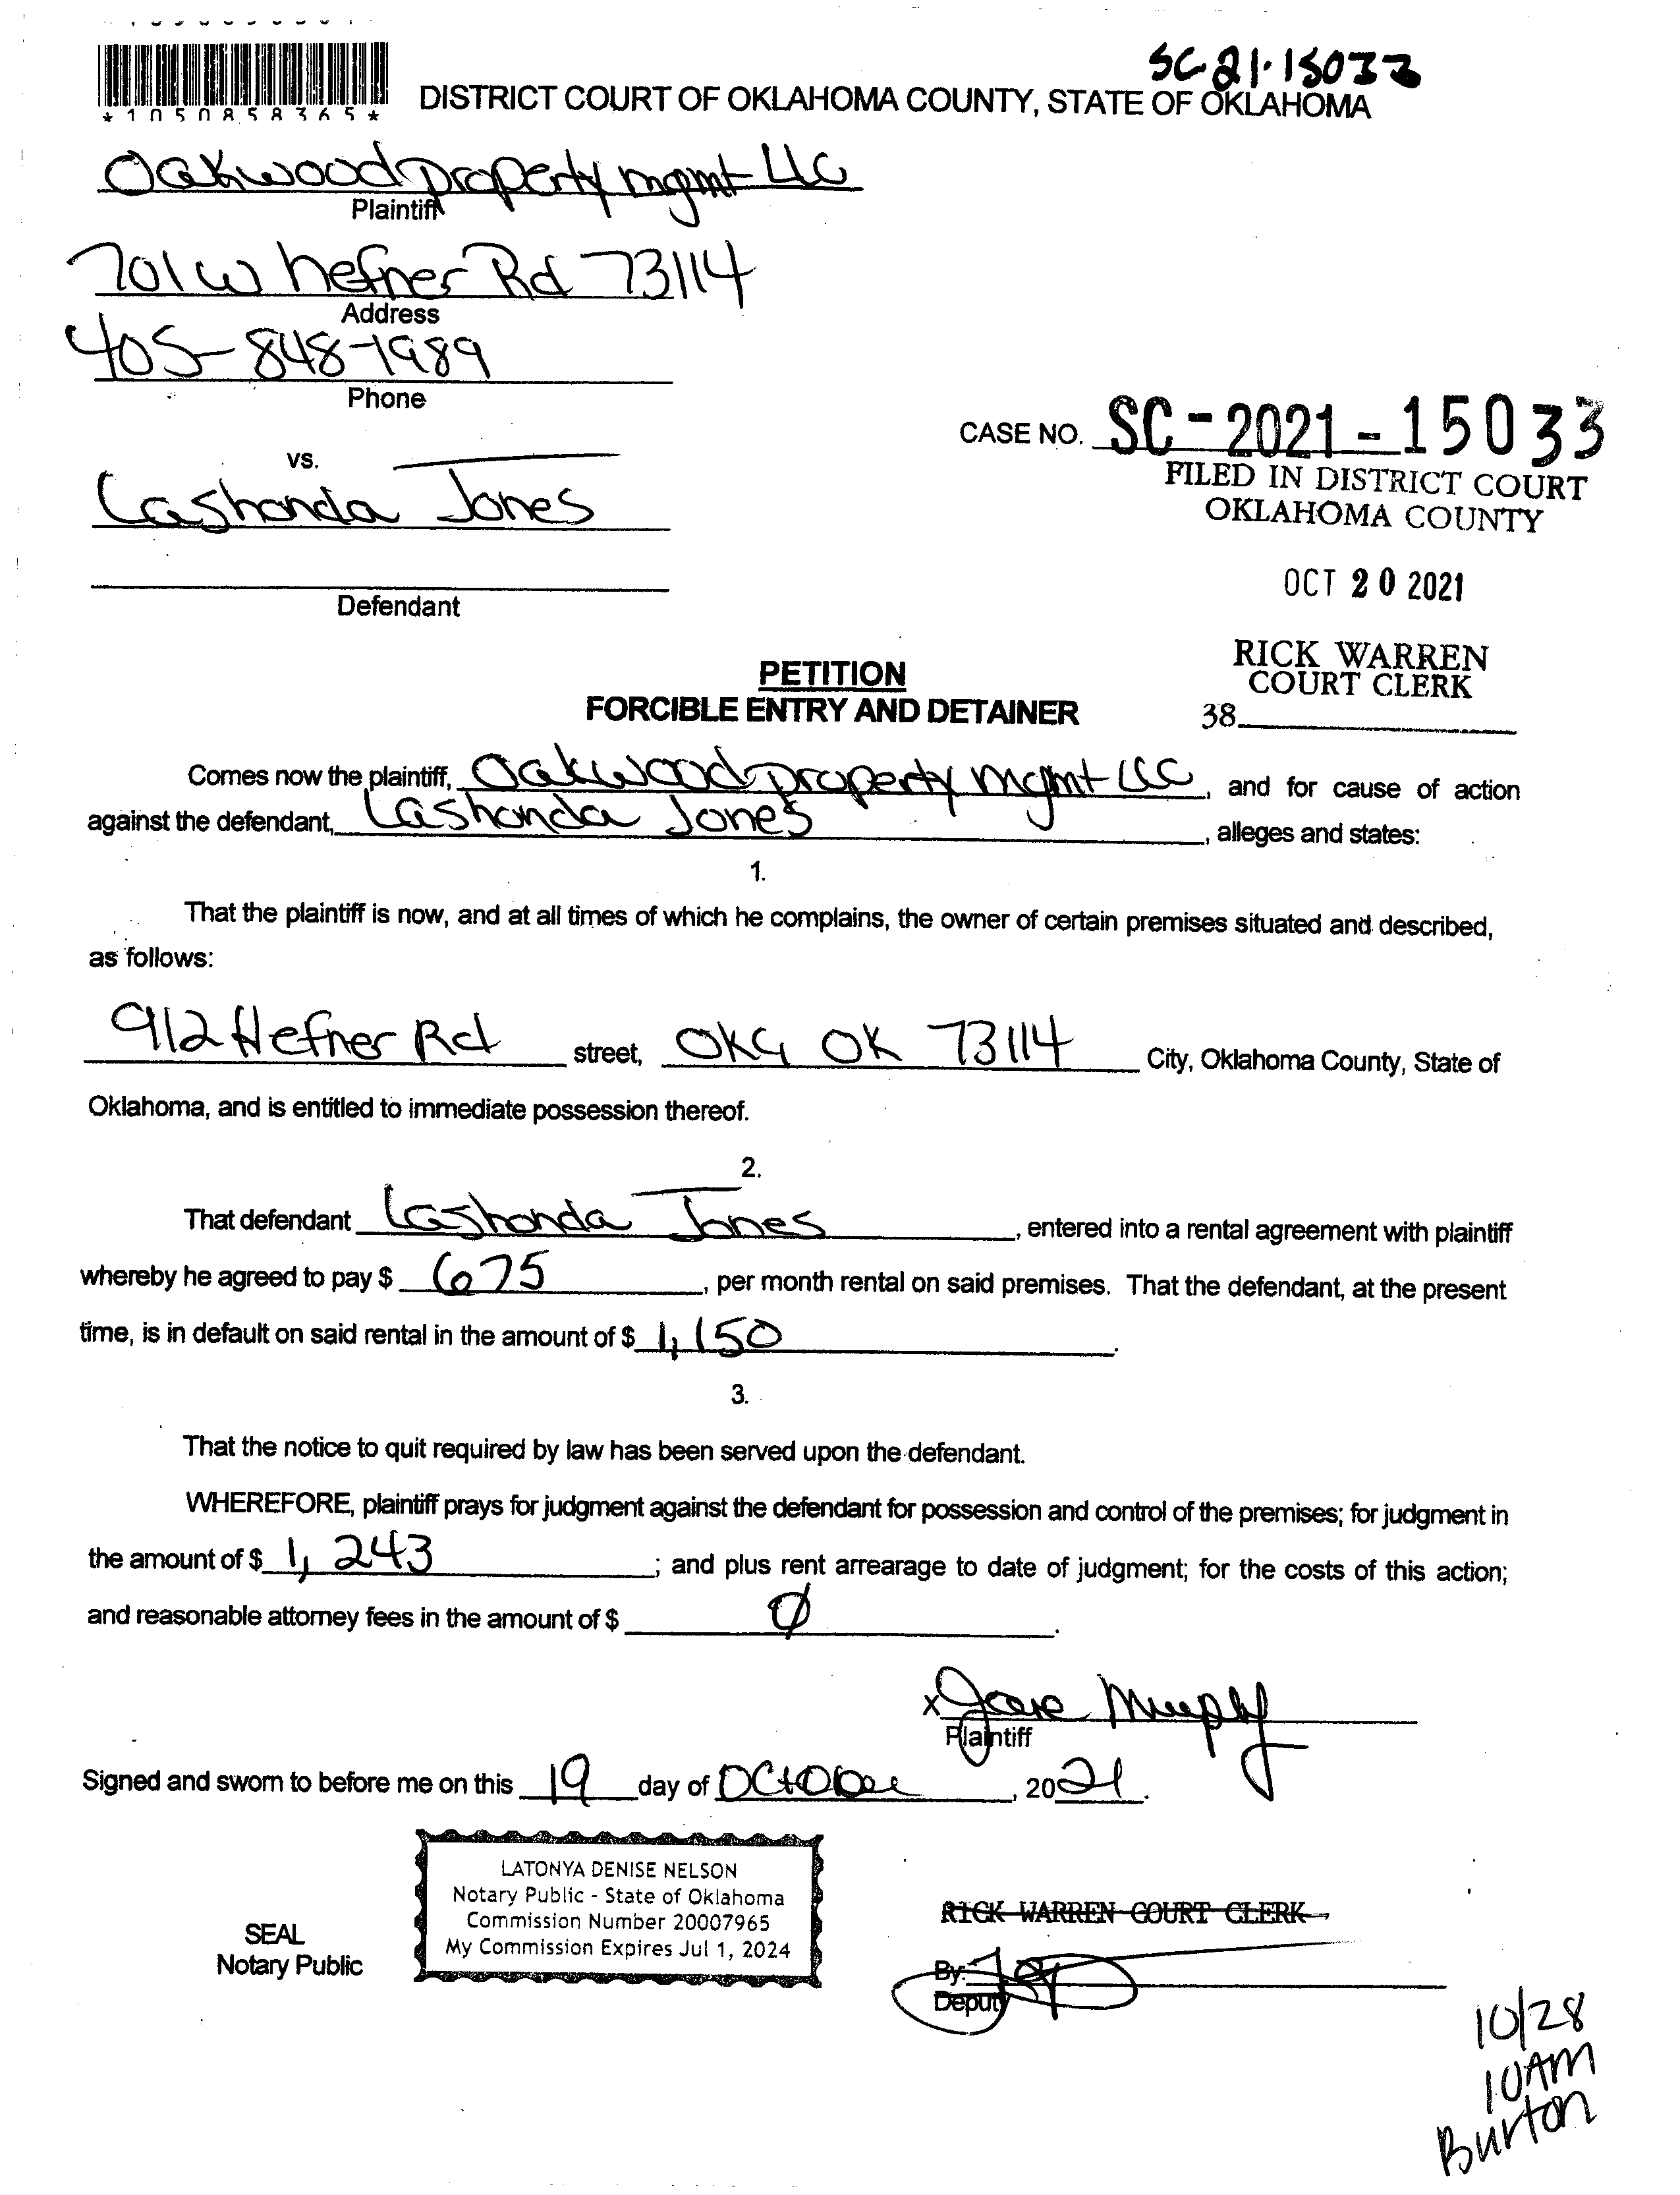 SC-21-15033
*1050858365*
DISTRICT COURT OF OKLAHOMA COUNTY, STATE OF OKLAHOMA
Oakwood property mgmt LLC
Plaintiff
701 W hefner Rd 73114
Address
405-848-1989
Phone
CASE NO. SC-2021-15033
vs.
FILED IN DISTRICT COURT
OKLAHOMA COUNTY
Lashonda Jones
OCT 20 2021
Defendant
RICK WARREN
COURT CLERK
38
PETITION
FORCIBLE ENTRY AND DETAINER
Comes now the plaintiff, Oakwood property mgmt LLC, and for cause of action
against the defendant, Lashonda Jones, alleges and states:
1.
That the plaintiff is now, and at all times of which he complains, the owner of certain premises situated and described,
as follows:
912 Hefner Rd street, OKC OK 73114 City, Oklahoma County, State of
Oklahoma, and is entitled to immediate possession thereof.
2.
That defendant Lashonda Jones, entered into a rental agreement with plaintiff
whereby he agreed to pay $ 675, per month rental on said premises. That the defendant, at the present
time, is in default on said rental in the amount of $ 1,150.
3.
That the notice to quit required by law has been served upon the defendant.
WHEREFORE, plaintiff prays for judgment against the defendant for possession and control of the premises; for judgment in
the amount of $ 1,243; and plus rent arrearage to date of judgment; for the costs of this action;
and reasonable attorney fees in the amount of $ Ø.
x Murphy
Plaintiff
Signed and sworn to before me on this 19 day of October, 2021.
LATONYA DENISE NELSON
Notary Public - State of Oklahoma
Commission Number 20007965
My Commission Expires Jul 1, 2024
SEAL
Notary Public
RICK WARREN COURT CLERK
By:
Deputy
10/28
10AM
Burton